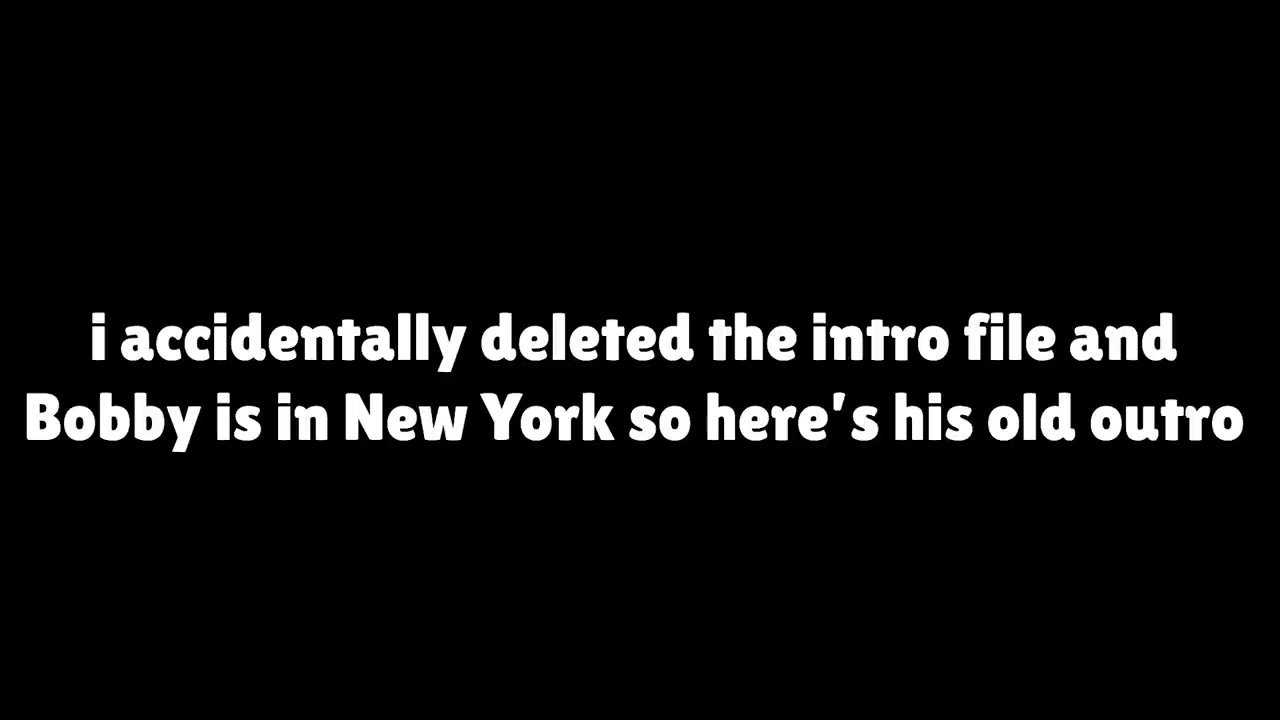 i accidentally deleted the intro file and
Bobby is in New York so here's his old outro